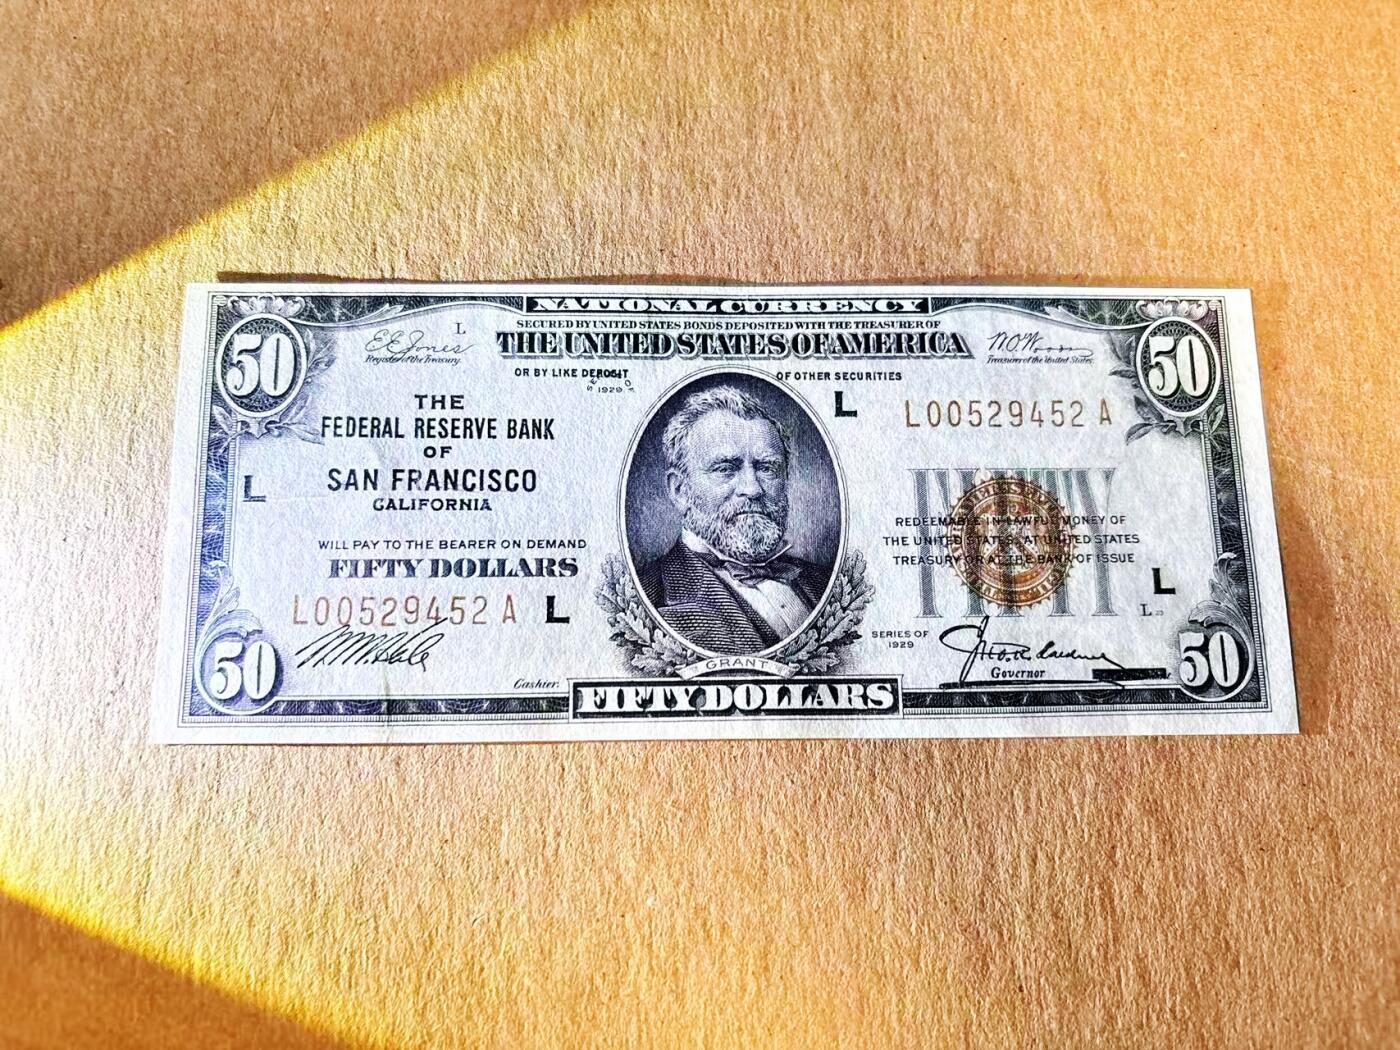 NATIONAL CURRENCY
SECURED BY UNITED STATES BONDS DEPOSITED WITH THE TREASURER OF
THE UNITED STATES OF AMERICA
OR BY LIKE DEPOSIT OF OTHER SECURITIES
50
50
L
E E Jones
Register of the Treasury.
Treasurer of the United States.
1929
THE
FEDERAL RESERVE BANK
OF
SAN FRANCISCO
CALIFORNIA
L
L
L00529452 A
WILL PAY TO THE BEARER ON DEMAND
FIFTY DOLLARS
L00529452 A
L
REDEEMABLE IN LAWFUL MONEY OF
THE UNITED STATES, AT UNITED STATES
TREASURY OR AT THE BANK OF ISSUE
FIFTY
L
L
SERIES OF
1929
Cashier.
GRANT
Governor
50
FIFTY DOLLARS
50